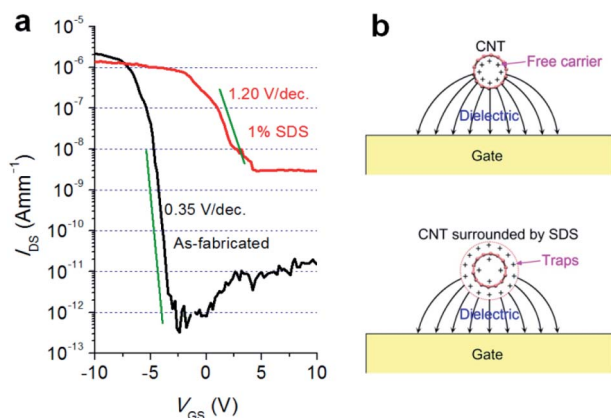 a
10⁻⁵
10⁻⁶
10⁻⁷
10⁻⁸
10⁻⁹
10⁻¹⁰
10⁻¹¹
10⁻¹²
10⁻¹³
I_DS (Amm⁻¹)
1.20 V/dec.
1% SDS
0.35 V/dec.
As-fabricated
-10 -5 0 5 10
V_GS (V)
b
CNT
Free carrier
Dielectric
Gate
CNT surrounded by SDS
Traps
Dielectric
Gate